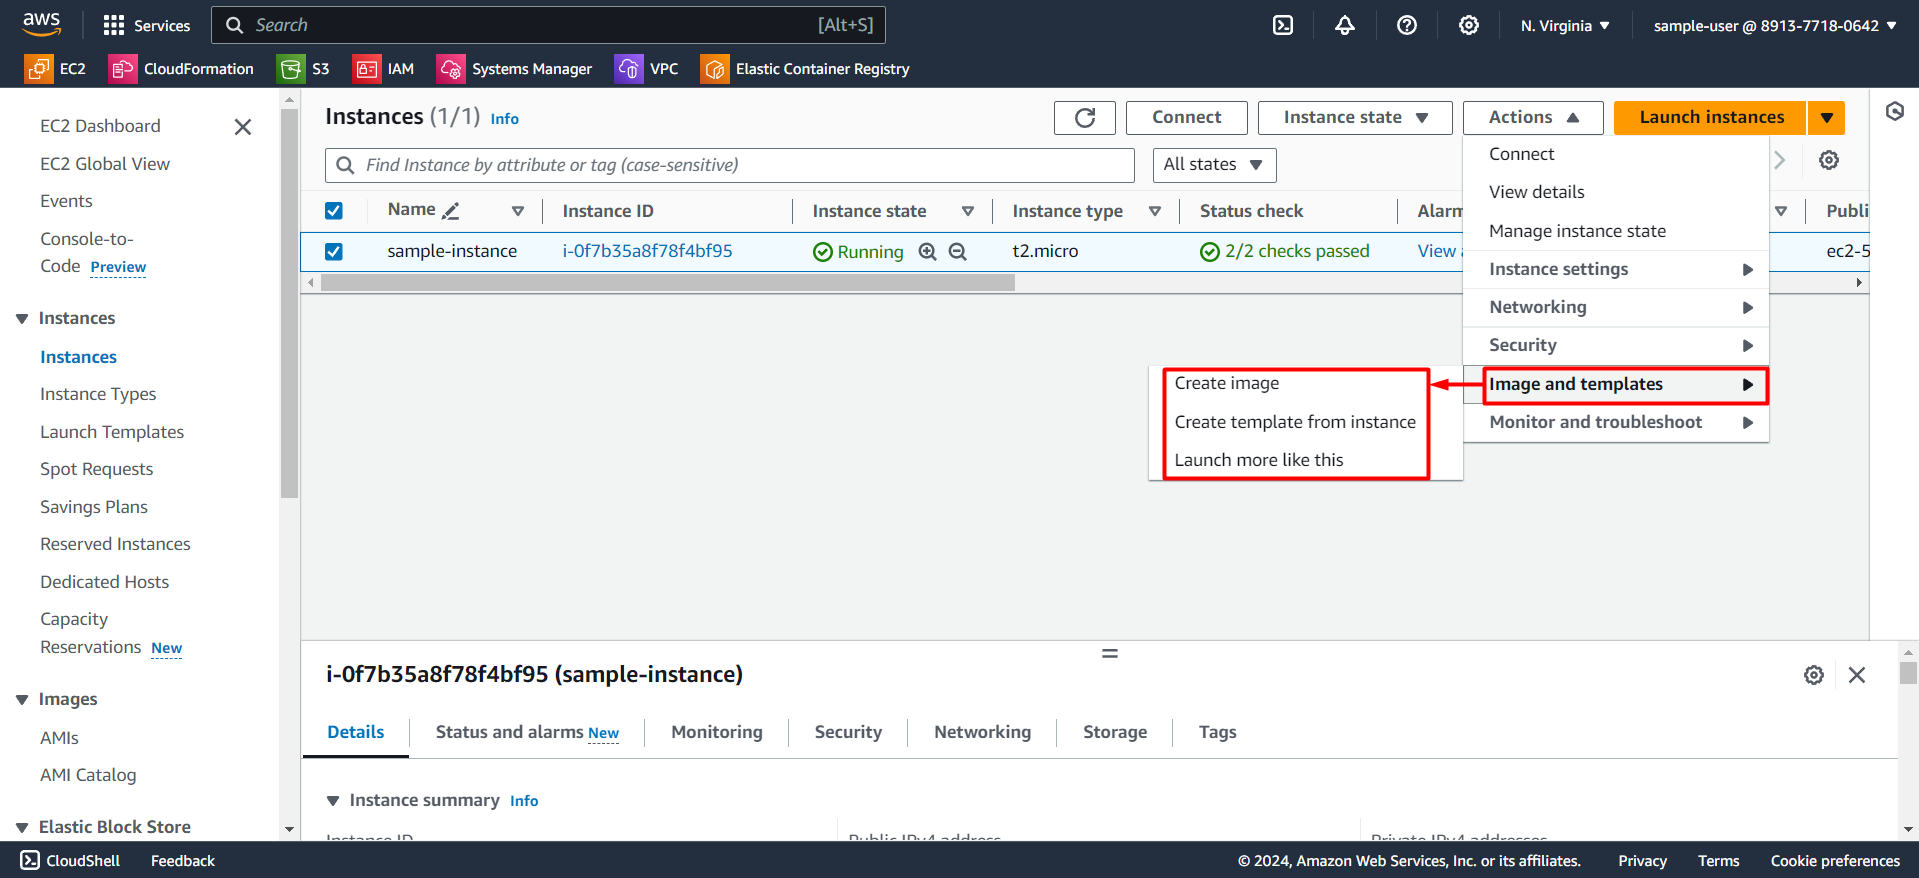 aws
Services
Search
[Alt+S]
N. Virginia
sample-user @ 8913-7718-0642
EC2
CloudFormation
S3
IAM
Systems Manager
VPC
Elastic Container Registry
EC2 Dashboard
EC2 Global View
Events
Console-to-
Code Preview
Instances
Instances
Instance Types
Launch Templates
Spot Requests
Savings Plans
Reserved Instances
Dedicated Hosts
Capacity
Reservations New
Images
AMIs
AMI Catalog
Elastic Block Store
Instances (1/1) Info
Connect
Instance state
Actions
Launch instances
Find Instance by attribute or tag (case-sensitive)
All states
Name
Instance ID
Instance state
Instance type
Status check
Alarm
Publi
sample-instance
i-0f7b35a8f78f4bf95
Running
t2.micro
2/2 checks passed
View a
ec2-5
Connect
View details
Manage instance state
Instance settings
Networking
Security
Image and templates
Monitor and troubleshoot
Create image
Create template from instance
Launch more like this
i-0f7b35a8f78f4bf95 (sample-instance)
Details
Status and alarms New
Monitoring
Security
Networking
Storage
Tags
Instance summary Info
Instance ID
Public IPv4 address
Private IPv4 addresses
CloudShell
Feedback
© 2024, Amazon Web Services, Inc. or its affiliates.
Privacy
Terms
Cookie preferences